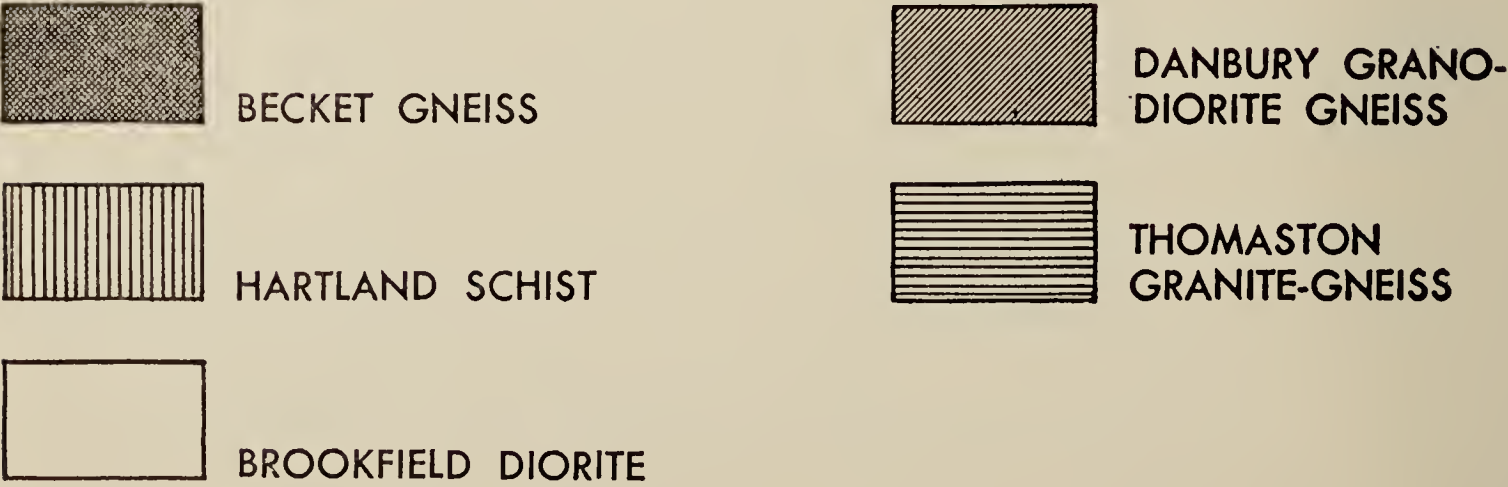 BECKET GNEISS
HARTLAND SCHIST
BROOKFIELD DIORITE
DANBURY GRANO-
DIORITE GNEISS
THOMASTON
GRANITE-GNEISS